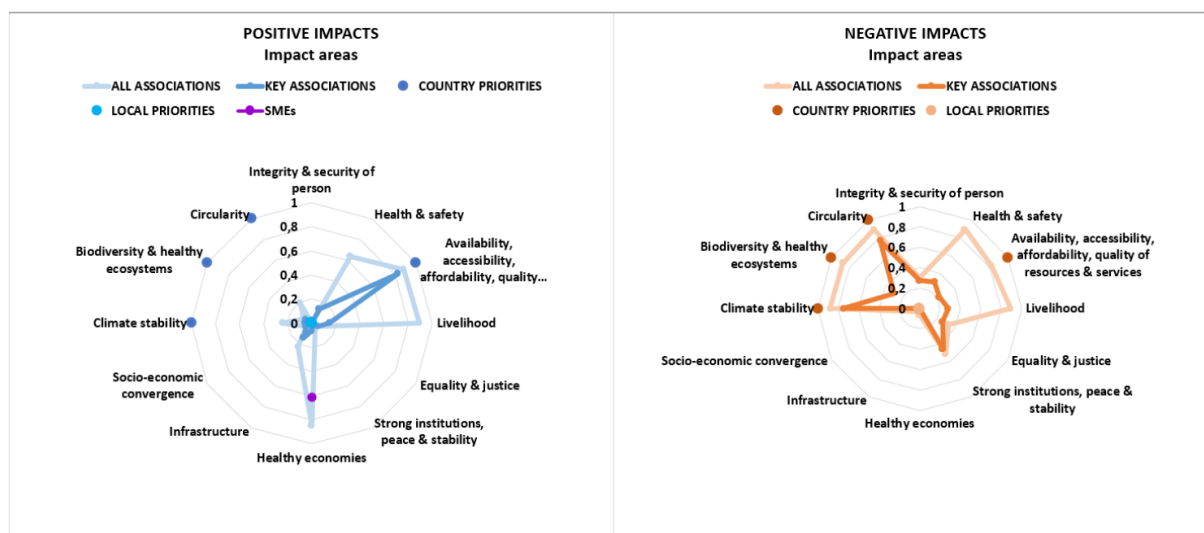 POSITIVE IMPACTS
Impact areas
ALL ASSOCIATIONS
KEY ASSOCIATIONS
COUNTRY PRIORITIES
LOCAL PRIORITIES
SMEs
Integrity & security of
person
Health & safety
Availability,
accessibility,
affordability, quality...
Livelihood
Equality & justice
Strong institutions,
peace & stability
Healthy economies
Infrastructure
Socio-economic
convergence
Climate stability
Biodiversity & healthy
ecosystems
Circularity
1
0,8
0,6
0,4
0,2
0
NEGATIVE IMPACTS
Impact areas
ALL ASSOCIATIONS
KEY ASSOCIATIONS
COUNTRY PRIORITIES
LOCAL PRIORITIES
Integrity & security of person
Health & safety
Availability, accessibility,
affordability, quality of
resources & services
Livelihood
Equality & justice
Strong institutions, peace &
stability
Healthy economies
Infrastructure
Socio-economic convergence
Climate stability
Biodiversity & healthy
ecosystems
Circularity
1
0,8
0,6
0,4
0,2
0